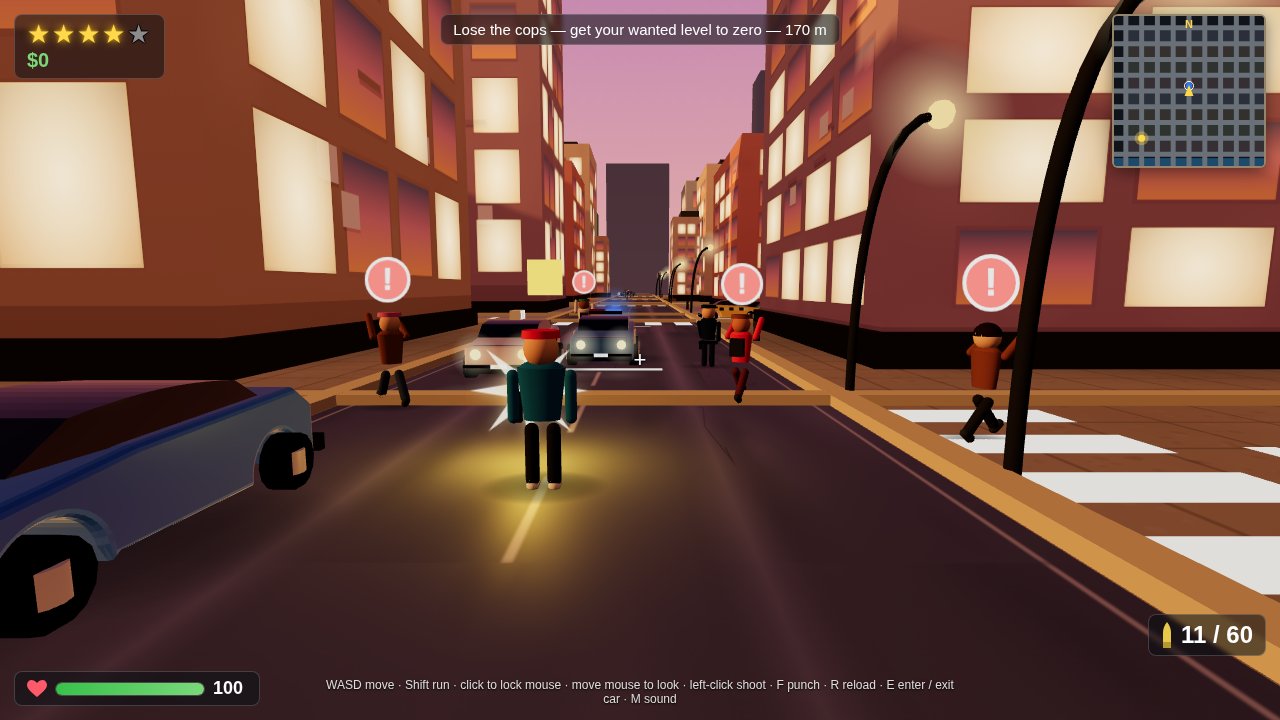 $0
Lose the cops — get your wanted level to zero — 170 m
N
!
!
!
!
11 / 60
100
WASD move · Shift run · click to lock mouse · move mouse to look · left-click shoot · F punch · R reload · E enter / exit
car · M sound